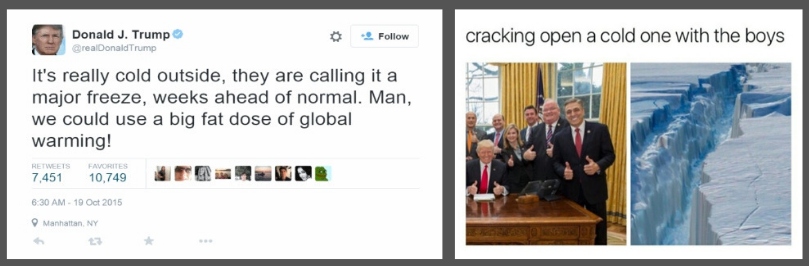 Donald J. Trump
@realDonaldTrump
Follow
It's really cold outside, they are calling it a
major freeze, weeks ahead of normal. Man,
we could use a big fat dose of global
warming!
RETWEETS FAVORITES
7,451 10,749
6:30 AM - 19 Oct 2015
Manhattan, NY
cracking open a cold one with the boys